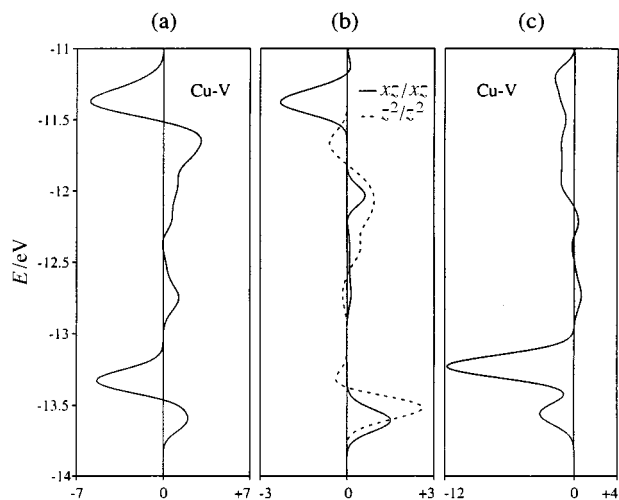 (a) (b) (c)
-11
Cu-V xz/xz Cu-V
z²/z²
-11.5
-12
E/eV
-12.5
-13
-13.5
-14
-7 0 +7 -3 0 +3 -12 0 +4